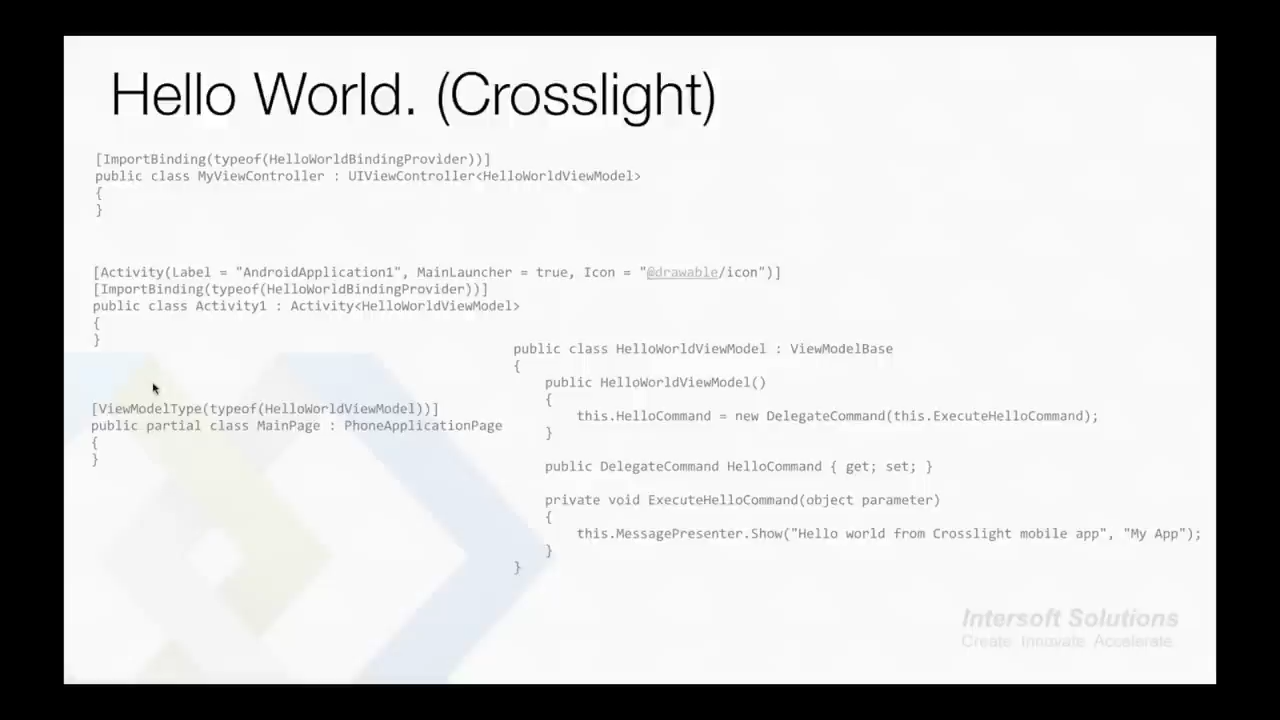 Hello World. (Crosslight)
[ImportBinding(typeof(HelloWorldBindingProvider))]
public class MyViewController : UIViewController<HelloWorldViewModel>
{
}
[Activity(Label = "AndroidApplication1", MainLauncher = true, Icon = "@drawable/icon")]
[ImportBinding(typeof(HelloWorldBindingProvider))]
public class Activity1 : Activity<HelloWorldViewModel>
{
}
[ViewModelType(typeof(HelloWorldViewModel))]
public partial class MainPage : PhoneApplicationPage
{
}
public class HelloWorldViewModel : ViewModelBase
{
    public HelloWorldViewModel()
    {
        this.HelloCommand = new DelegateCommand(this.ExecuteHelloCommand);
    }
    public DelegateCommand HelloCommand { get; set; }
    private void ExecuteHelloCommand(object parameter)
    {
        this.MessagePresenter.Show("Hello world from Crosslight mobile app", "My App");
    }
}
Intersoft Solutions
Create Innovate Accelerate